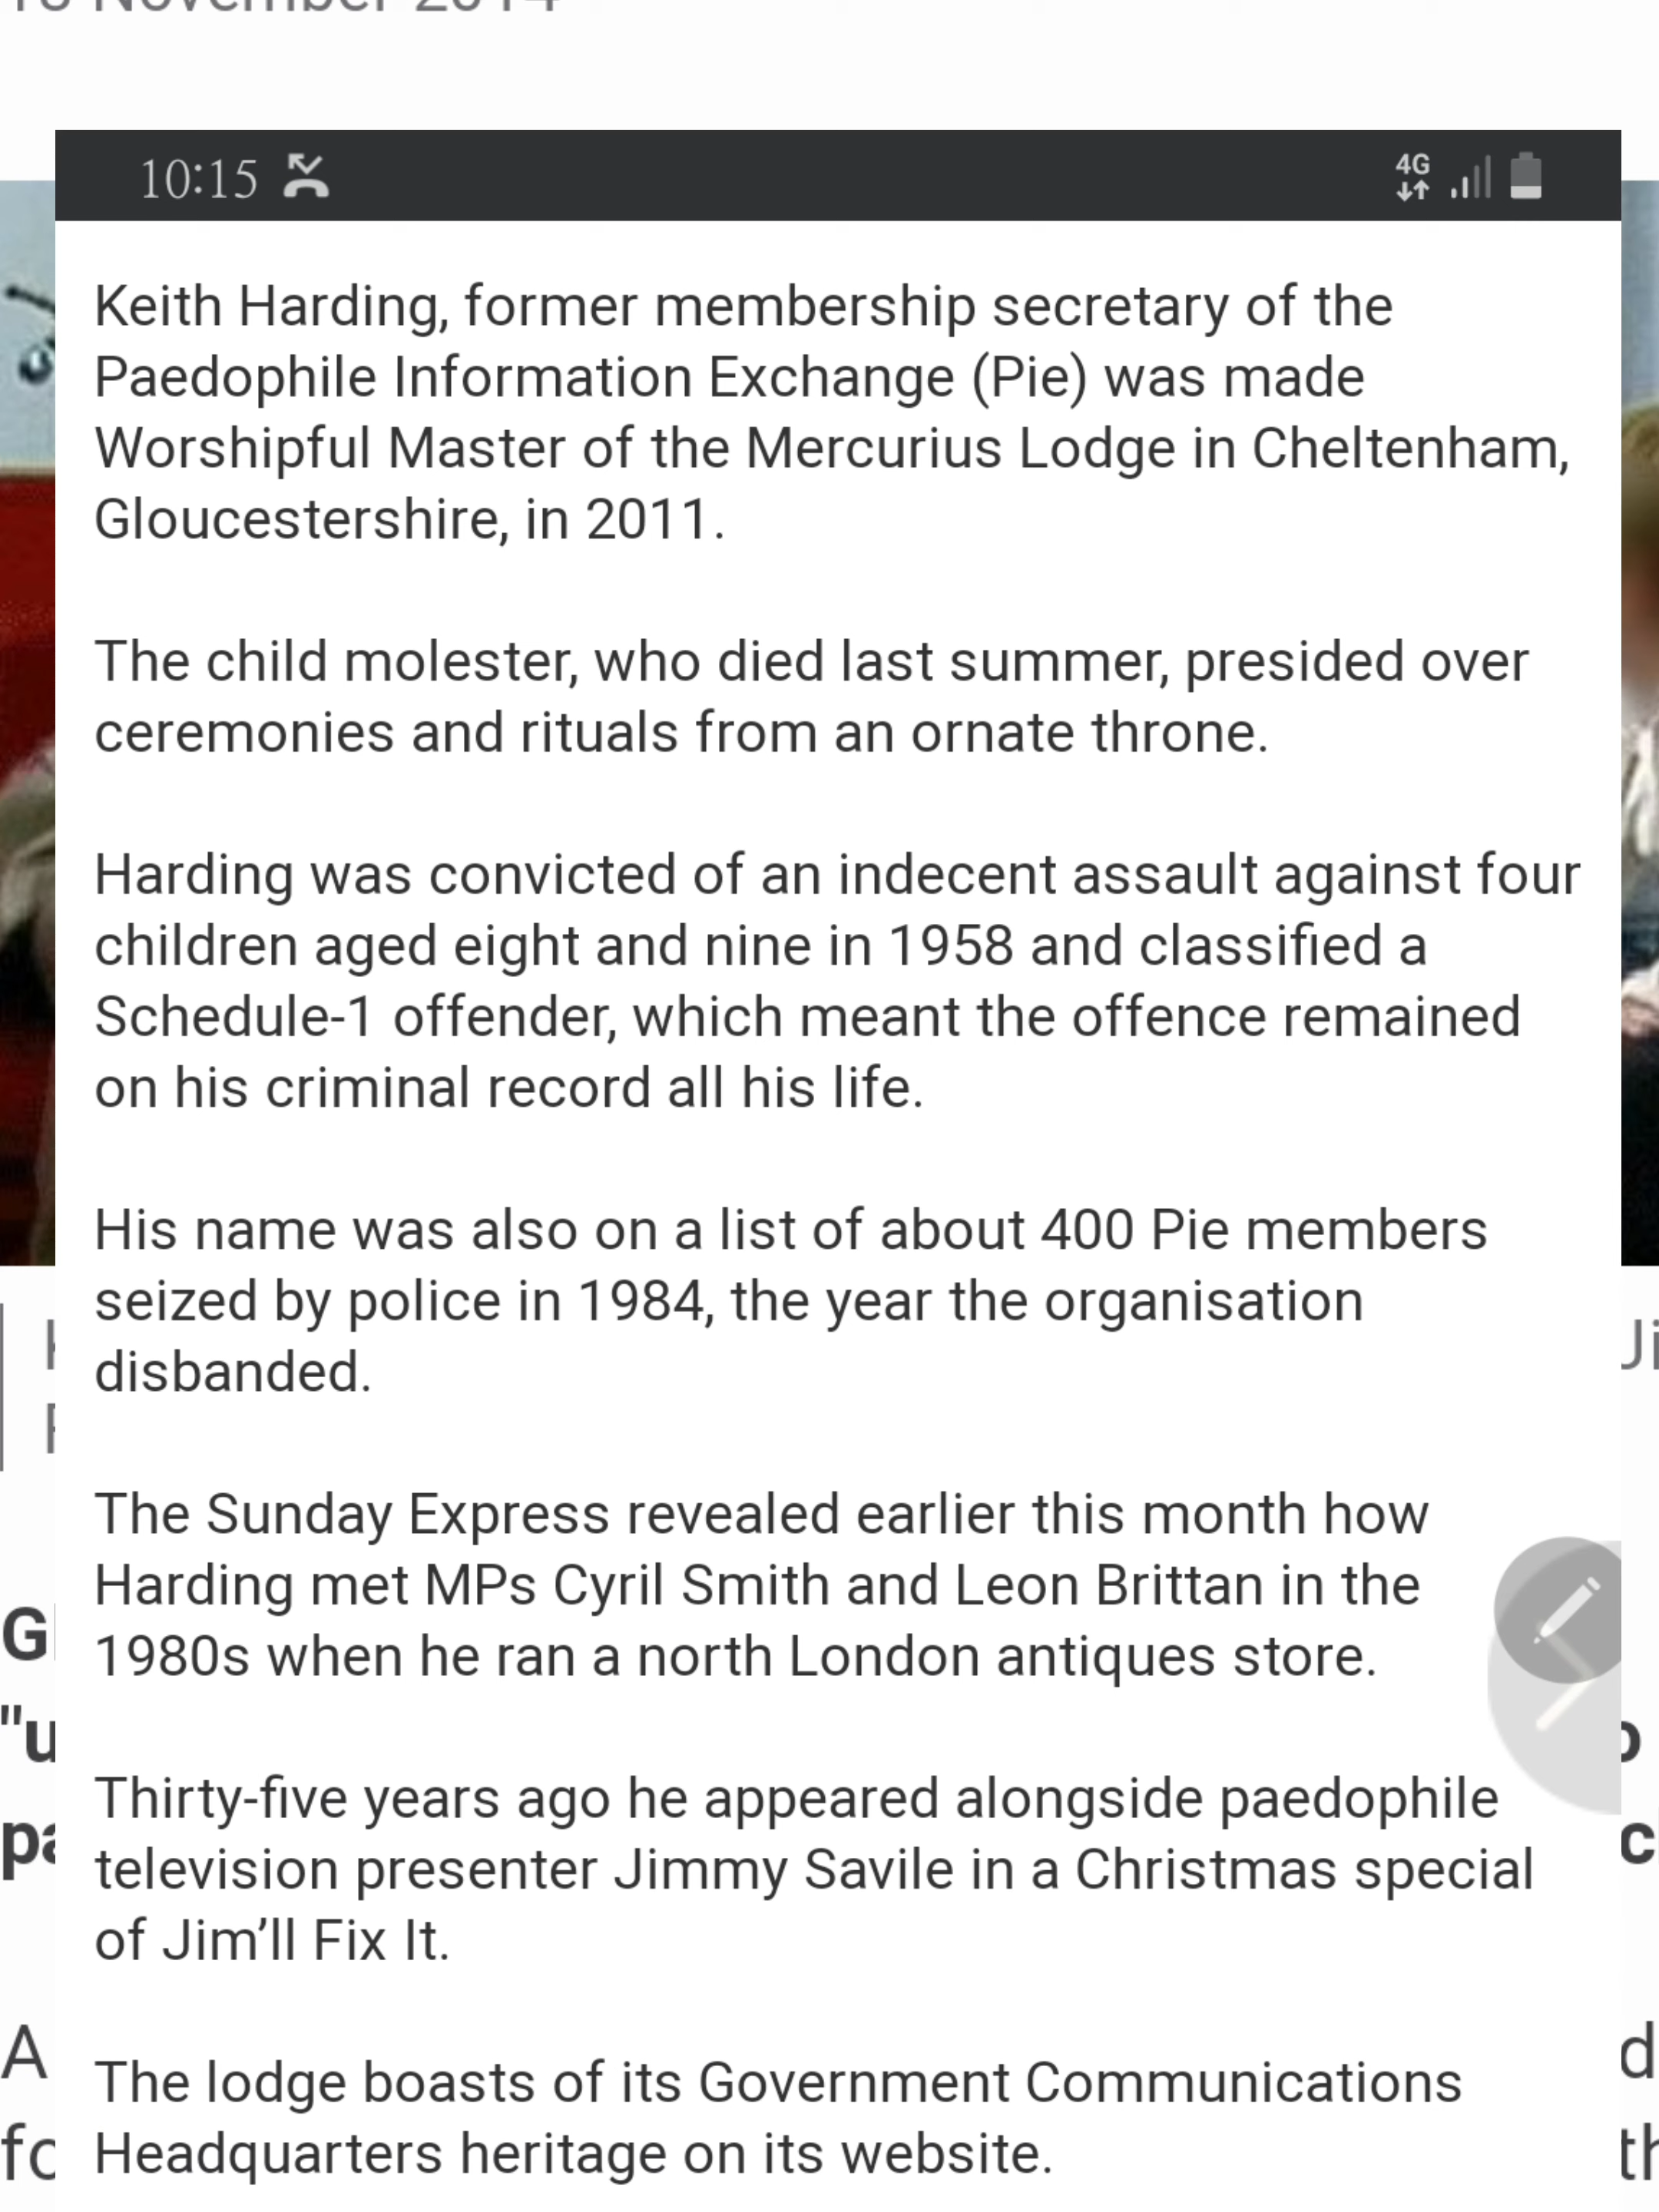 November 2014
10:15
4G
Keith Harding, former membership secretary of the
Paedophile Information Exchange (Pie) was made
Worshipful Master of the Mercurius Lodge in Cheltenham,
Gloucestershire, in 2011.
The child molester, who died last summer, presided over
ceremonies and rituals from an ornate throne.
Harding was convicted of an indecent assault against four
children aged eight and nine in 1958 and classified a
Schedule-1 offender, which meant the offence remained
on his criminal record all his life.
His name was also on a list of about 400 Pie members
seized by police in 1984, the year the organisation
disbanded.
The Sunday Express revealed earlier this month how
Harding met MPs Cyril Smith and Leon Brittan in the
1980s when he ran a north London antiques store.
Thirty-five years ago he appeared alongside paedophile
television presenter Jimmy Savile in a Christmas special
of Jim’ll Fix It.
The lodge boasts of its Government Communications
Headquarters heritage on its website.